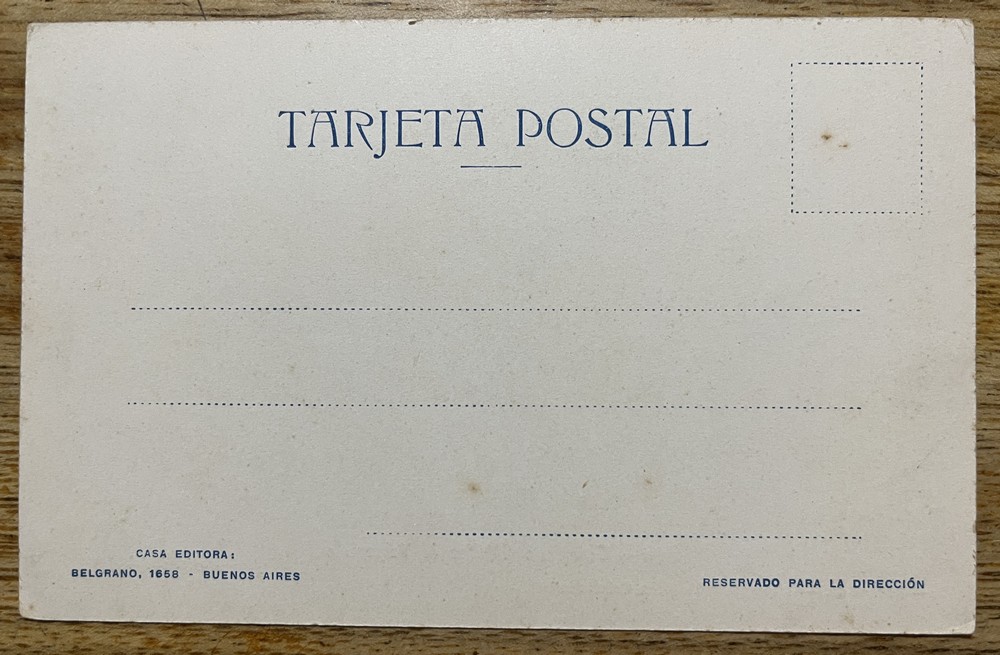 TARJETA POSTAL
CASA EDITORA:
BELGRANO, 1658 - BUENOS AIRES
RESERVADO PARA LA DIRECCIÓN